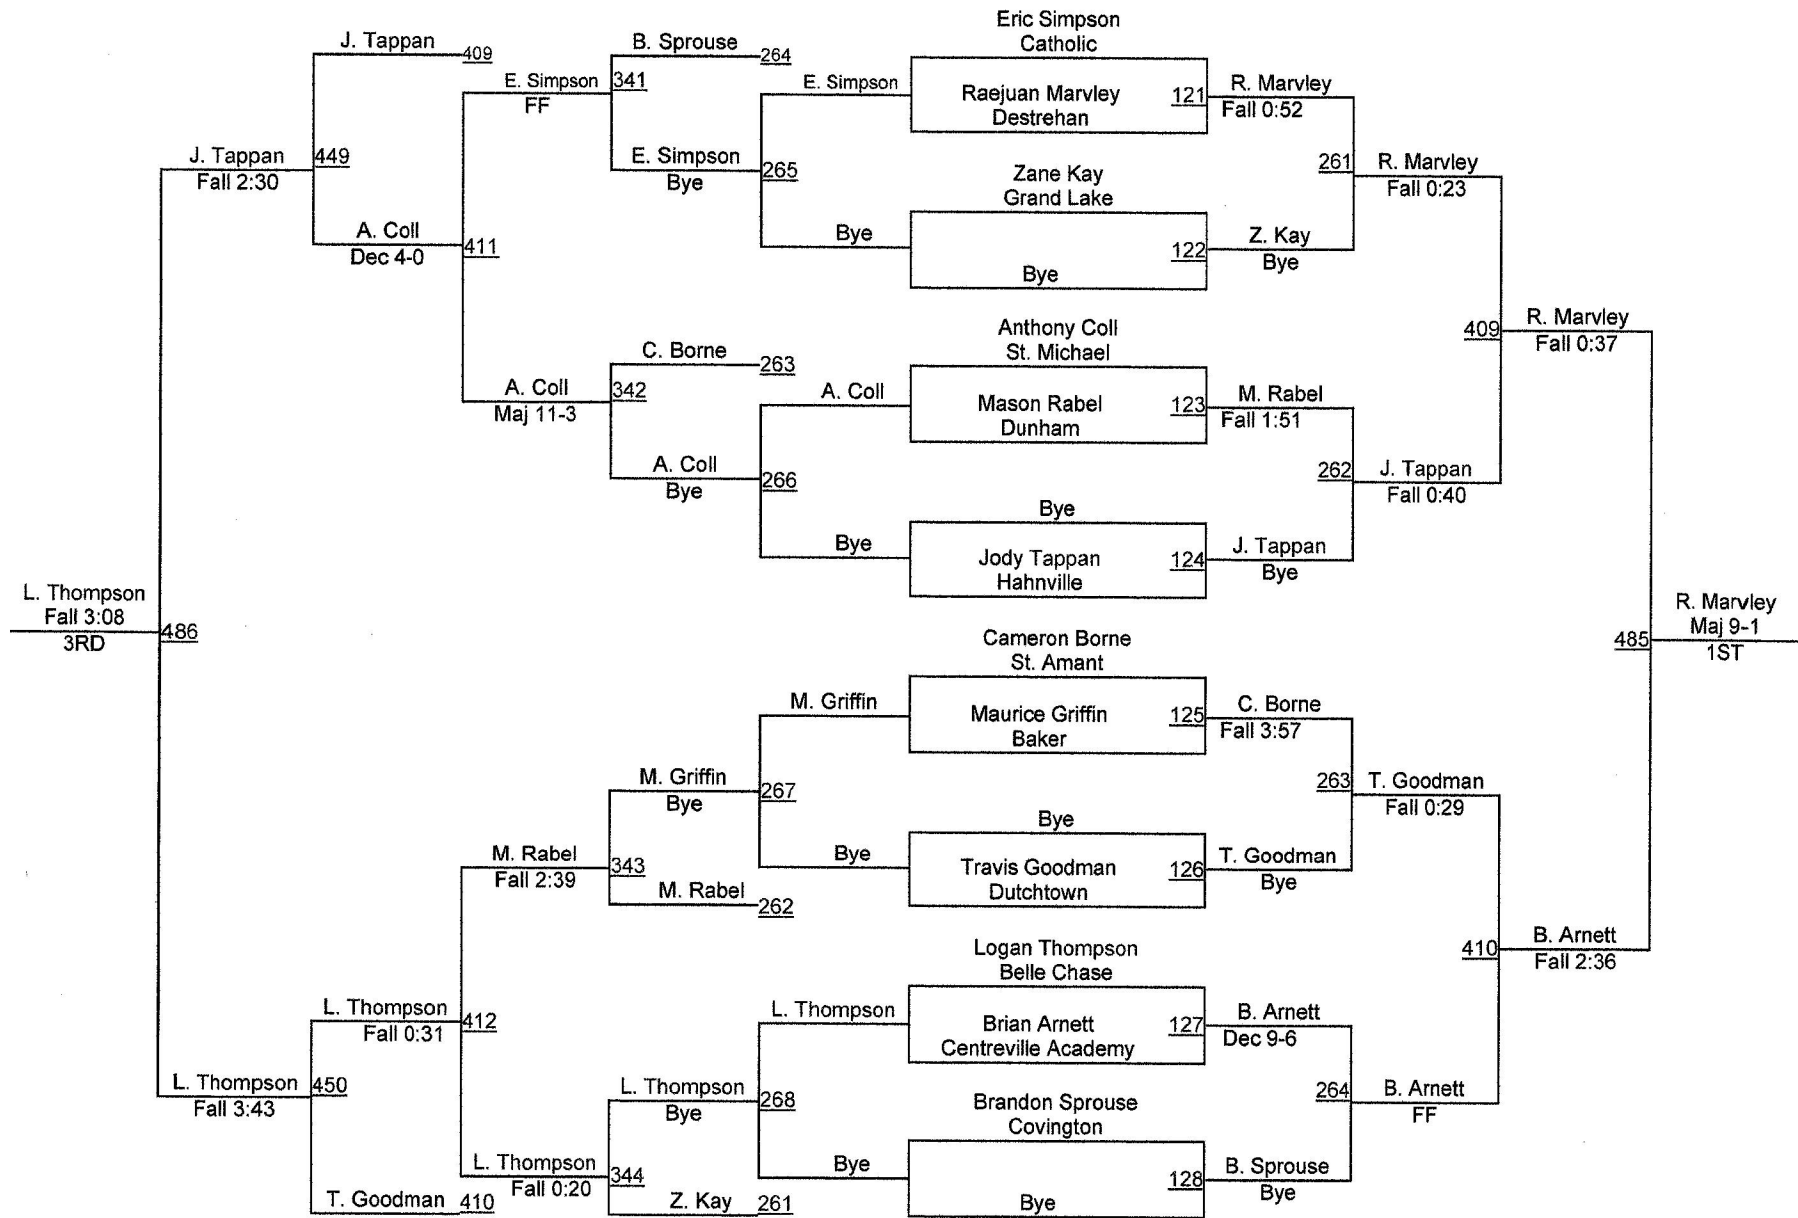 Eric Simpson
Catholic
Raejuan Marvley
Destrehan
121
Zane Kay
Grand Lake
Bye
122
Anthony Coll
St. Michael
Mason Rabel
Dunham
123
Bye
Jody Tappan
Hahnville
124
Cameron Borne
St. Amant
Maurice Griffin
Baker
125
Bye
Travis Goodman
Dutchtown
126
Logan Thompson
Belle Chase
Brian Arnett
Centreville Academy
127
Brandon Sprouse
Covington
Bye
128
R. Marvley
Fall 0:52
Z. Kay
Bye
M. Rabel
Fall 1:51
J. Tappan
Bye
C. Borne
Fall 3:57
T. Goodman
Bye
B. Arnett
Dec 9-6
B. Sprouse
Bye
261
R. Marvley
Fall 0:23
262
J. Tappan
Fall 0:40
263
T. Goodman
Fall 0:29
264
B. Arnett
FF
409
R. Marvley
Fall 0:37
410
B. Arnett
Fall 2:36
485
R. Marvley
Maj 9-1
1ST
E. Simpson
Bye
A. Coll
Bye
M. Griffin
Bye
L. Thompson
Bye
B. Sprouse
264
E. Simpson
Bye
265
C. Borne
263
A. Coll
Bye
266
M. Griffin
Bye
267
M. Rabel
262
L. Thompson
Bye
268
Z. Kay
261
E. Simpson
FF
341
A. Coll
Maj 11-3
342
M. Rabel
Fall 2:39
343
L. Thompson
Fall 0:20
344
J. Tappan
409
A. Coll
Dec 4-0
411
L. Thompson
Fall 0:31
412
T. Goodman
410
J. Tappan
Fall 2:30
449
L. Thompson
Fall 3:43
450
L. Thompson
Fall 3:08
3RD
486